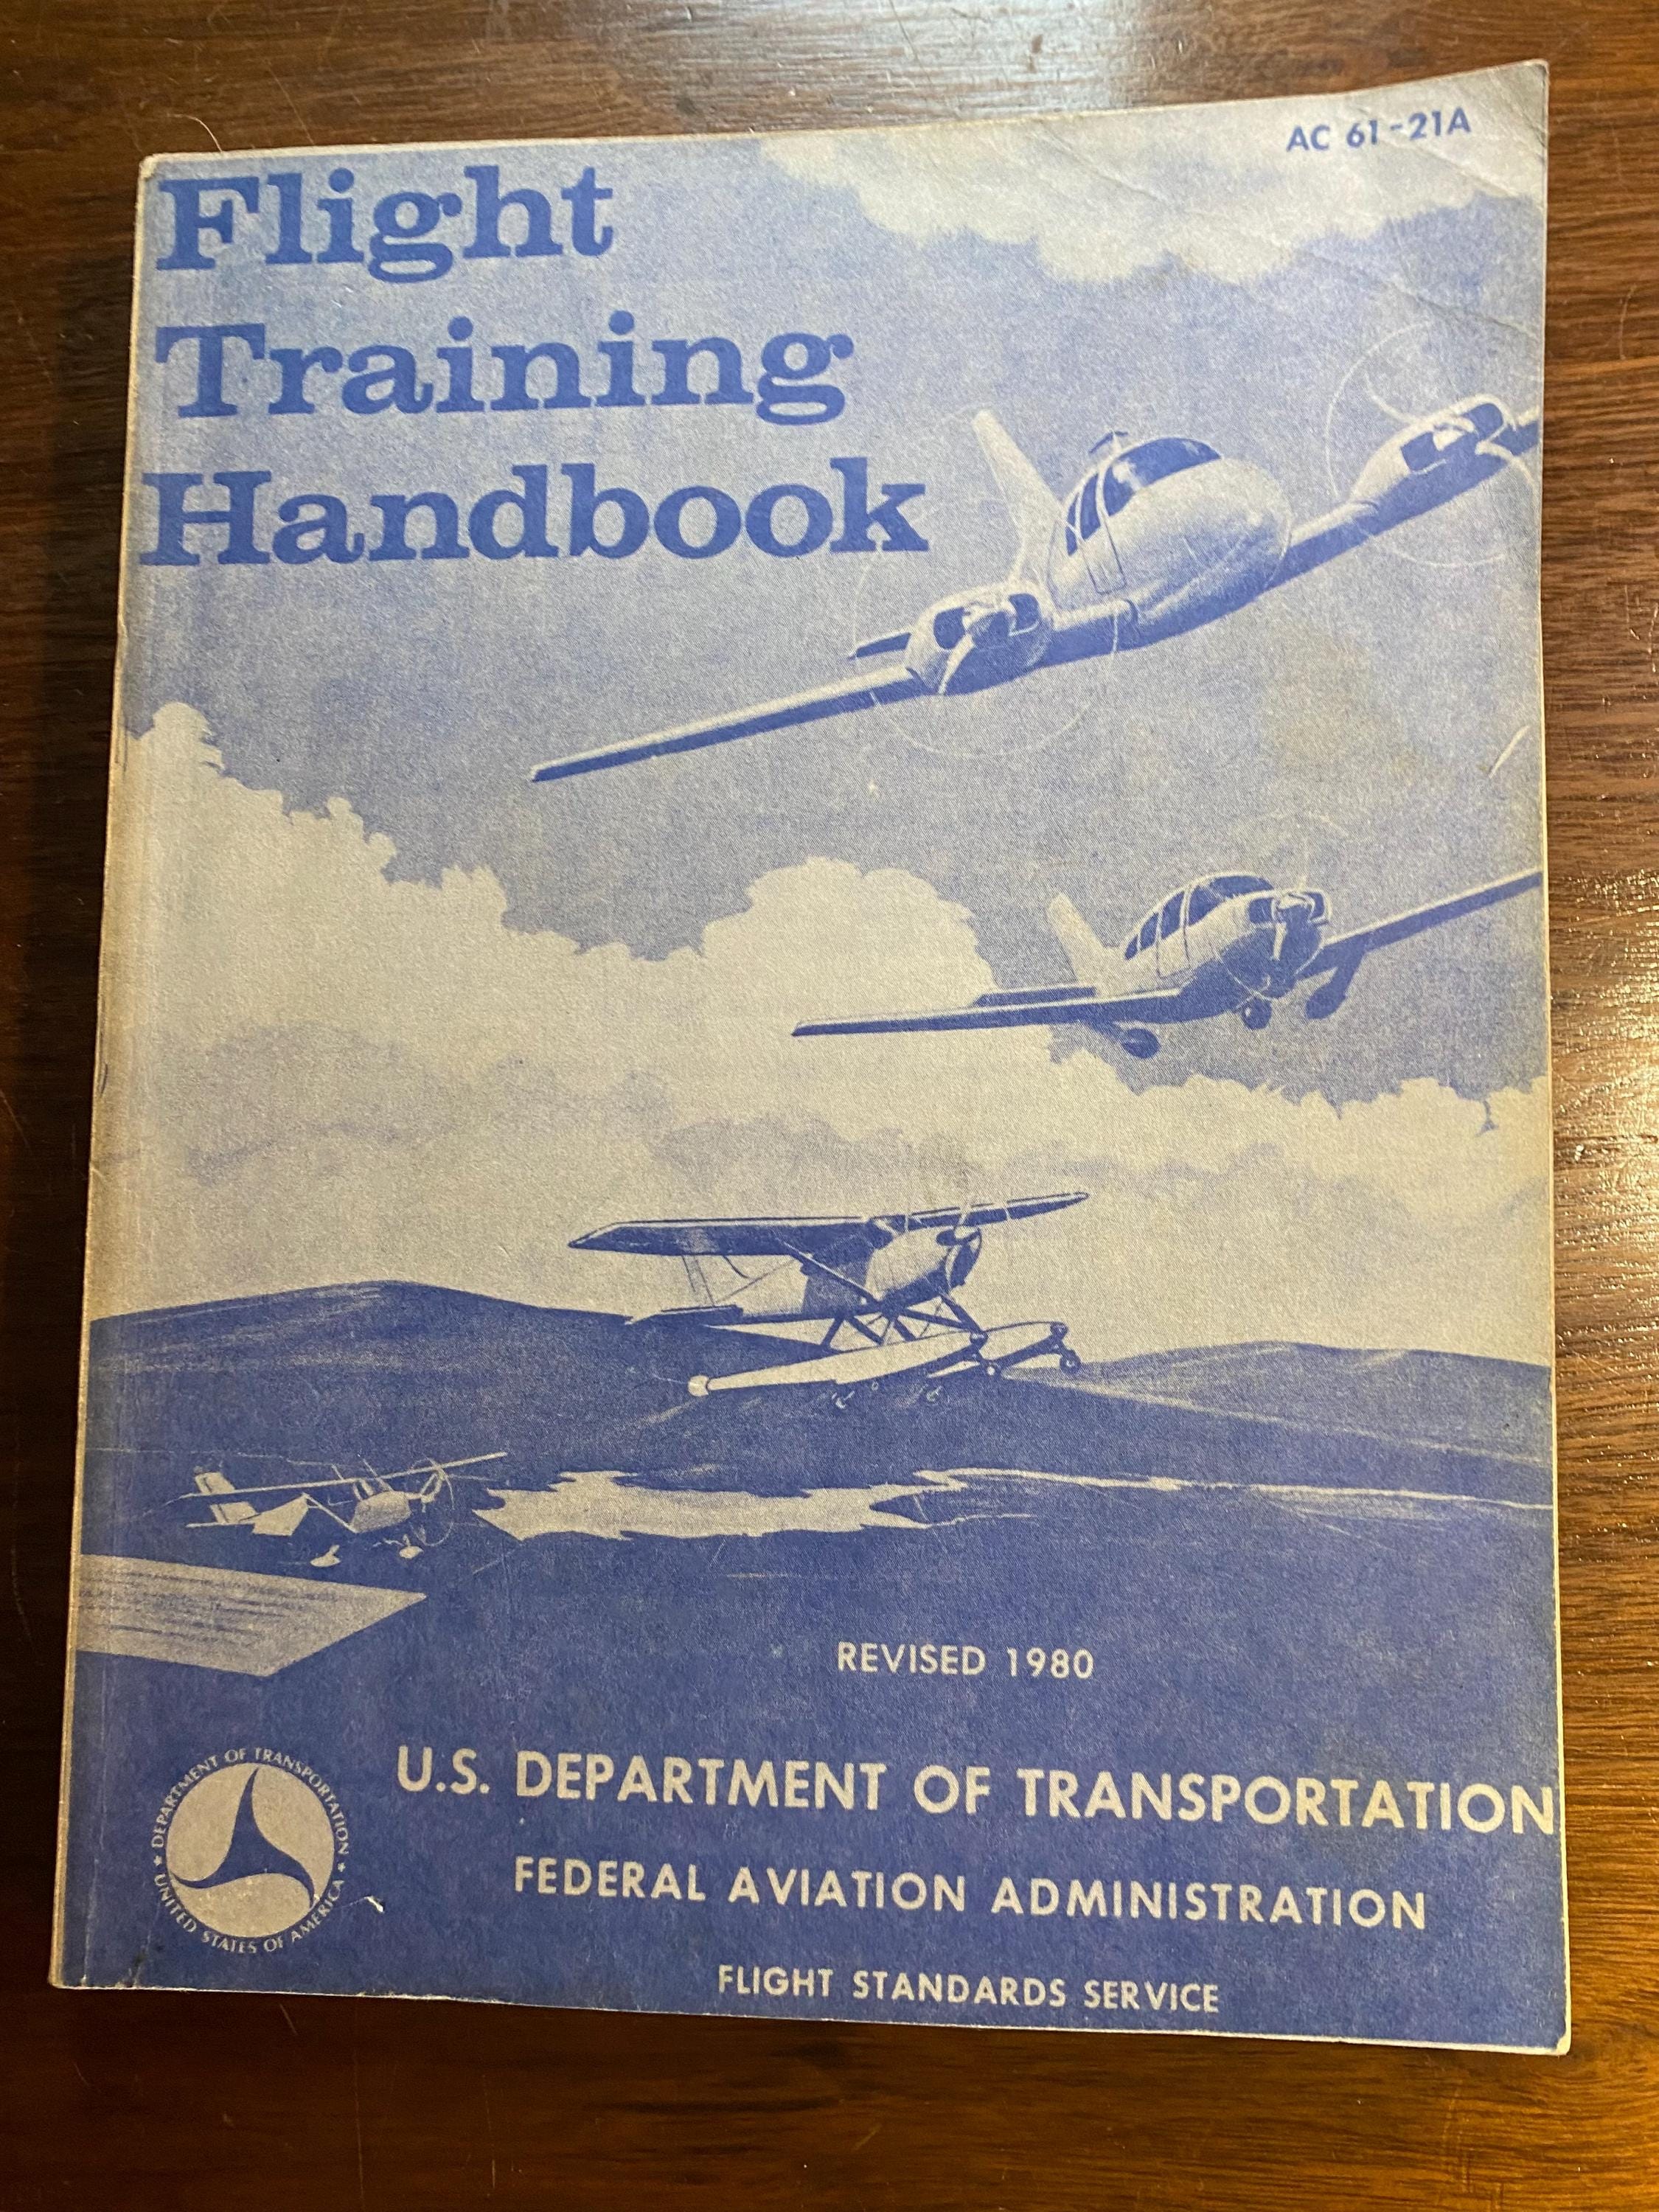 AC 61-21A
Flight
Training
Handbook
REVISED 1980
U.S. DEPARTMENT OF TRANSPORTATION
FEDERAL AVIATION ADMINISTRATION
FLIGHT STANDARDS SERVICE
DEPARTMENT OF TRANSPORTATION
★ UNITED STATES OF AMERICA ★